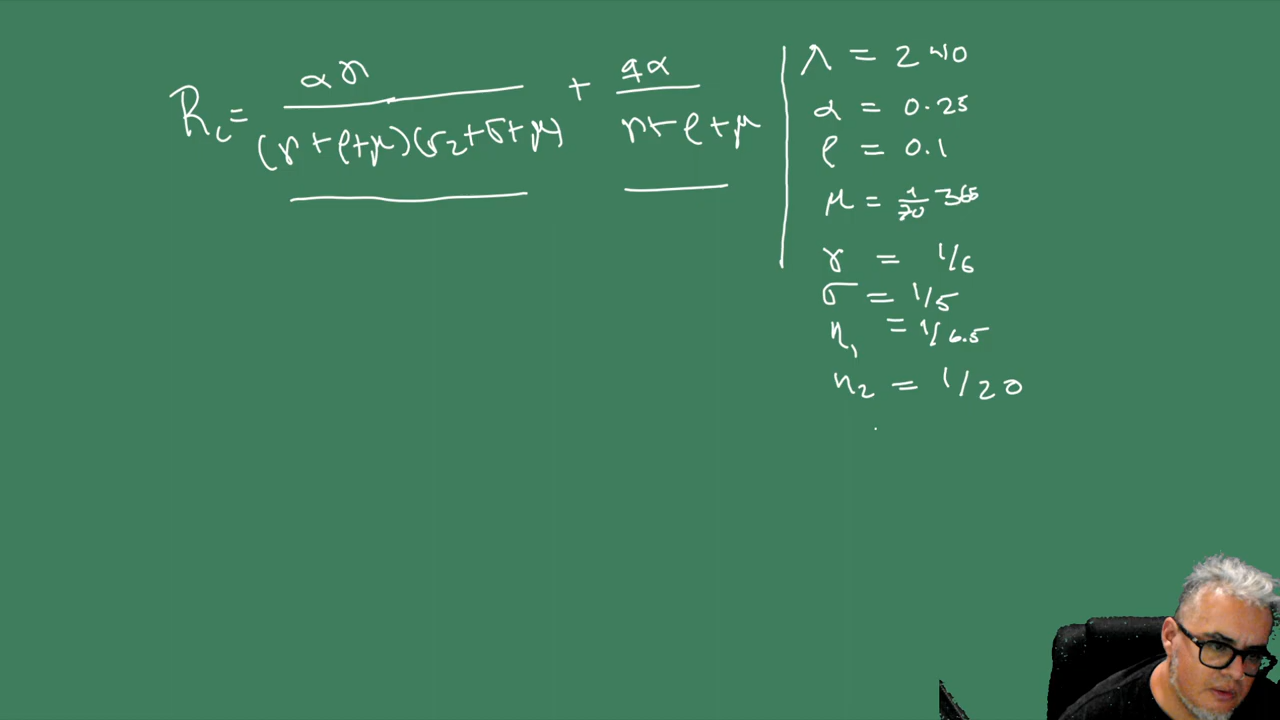 R_c = αγ / (γ+ρ+μ)(σ_2+σ+μ) + qα / γ+ρ+μ
Λ = 240
α = 0.25
ρ = 0.1
μ = 1/70 365
γ = 1/6
σ = 1/5
η_1 = 1/6.5
η_2 = 1/20